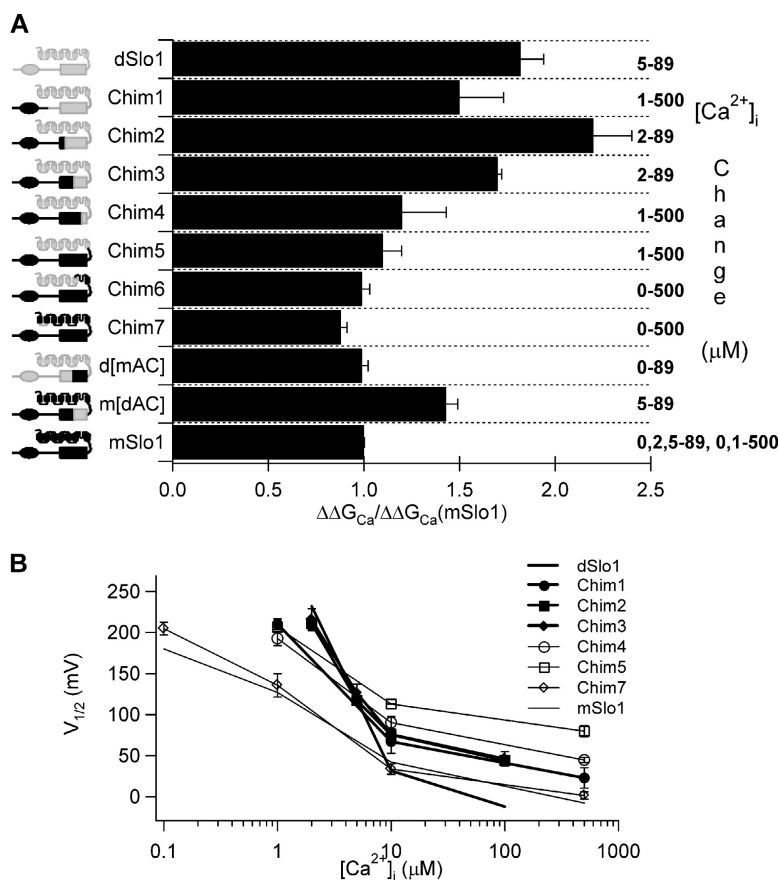 A
dSlo1 5-89
Chim1 1-500
[Ca2+]i
Chim2 2-89
Chim3 2-89
Chim4 1-500
Chim5 1-500
Chim6 0-500
Chim7 0-500
d[mAC] 0-89
m[dAC] 5-89
mSlo1 0,2,5-89, 0,1-500
Change
(μM)
0.0 0.5 1.0 1.5 2.0 2.5
ΔΔGCa/ΔΔGCa(mSlo1)
B
250
200
150
100
50
0
V1/2 (mV)
dSlo1
Chim1
Chim2
Chim3
Chim4
Chim5
Chim7
mSlo1
0.1 1 10 100 1000
[Ca2+]i (μM)